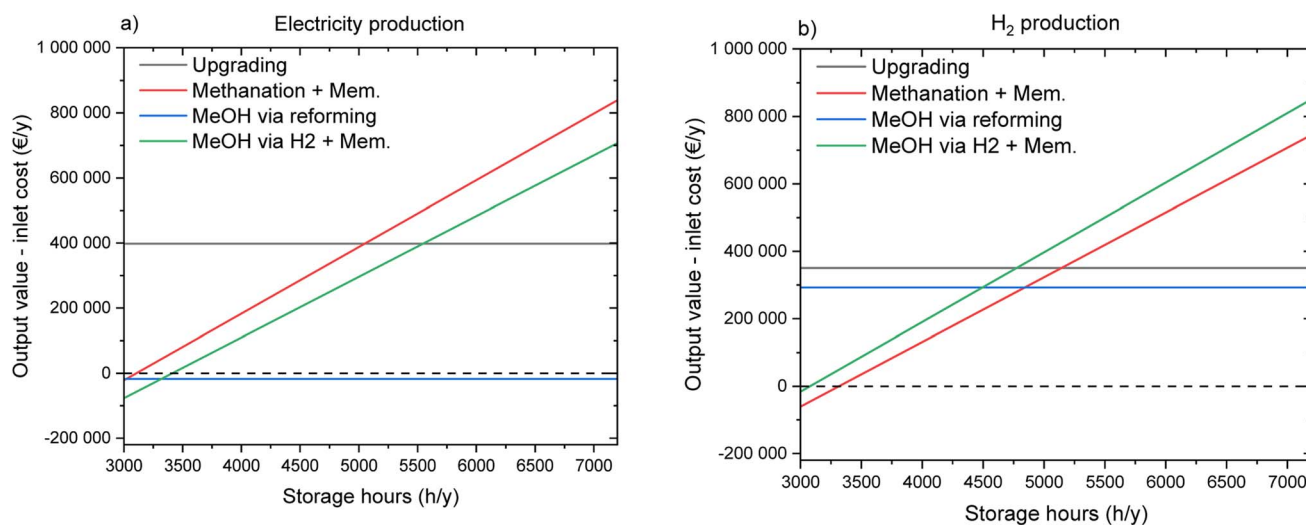 a)
Electricity production
1 000 000
800 000
600 000
400 000
200 000
0
-200 000
Output value - inlet cost (€/y)
Upgrading
Methanation + Mem.
MeOH via reforming
MeOH via H2 + Mem.
3000 3500 4000 4500 5000 5500 6000 6500 7000
Storage hours (h/y)
b)
H₂ production
1 000 000
800 000
600 000
400 000
200 000
0
-200 000
Output value - inlet cost (€/y)
Upgrading
Methanation + Mem.
MeOH via reforming
MeOH via H2 + Mem.
3000 3500 4000 4500 5000 5500 6000 6500 7000
Storage hours (h/y)